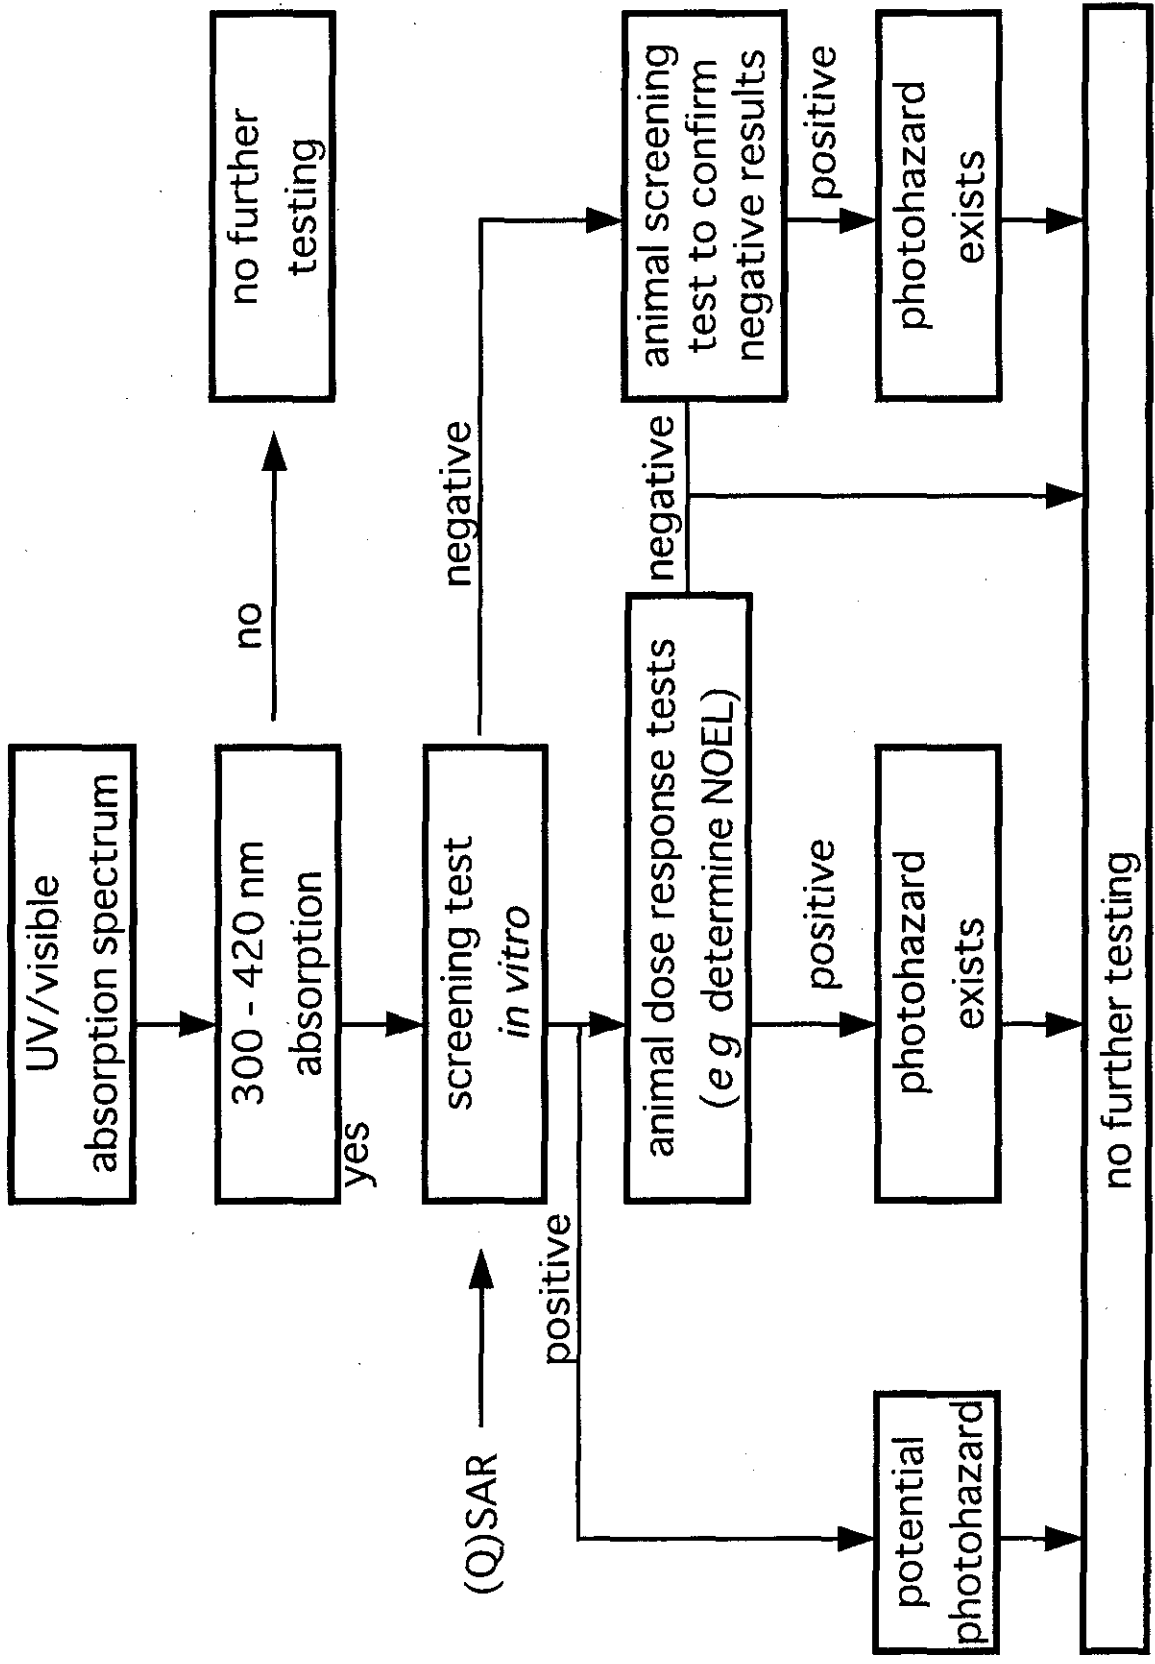 UV/visible
absorption spectrum
300 - 420 nm
absorption
no
no further
testing
yes
(Q)SAR
screening test
in vitro
negative
positive
animal dose response tests
(e g determine NOEL)
negative
animal screening
test to confirm
negative results
positive
positive
potential
photohazard
photohazard
exists
photohazard
exists
no further testing